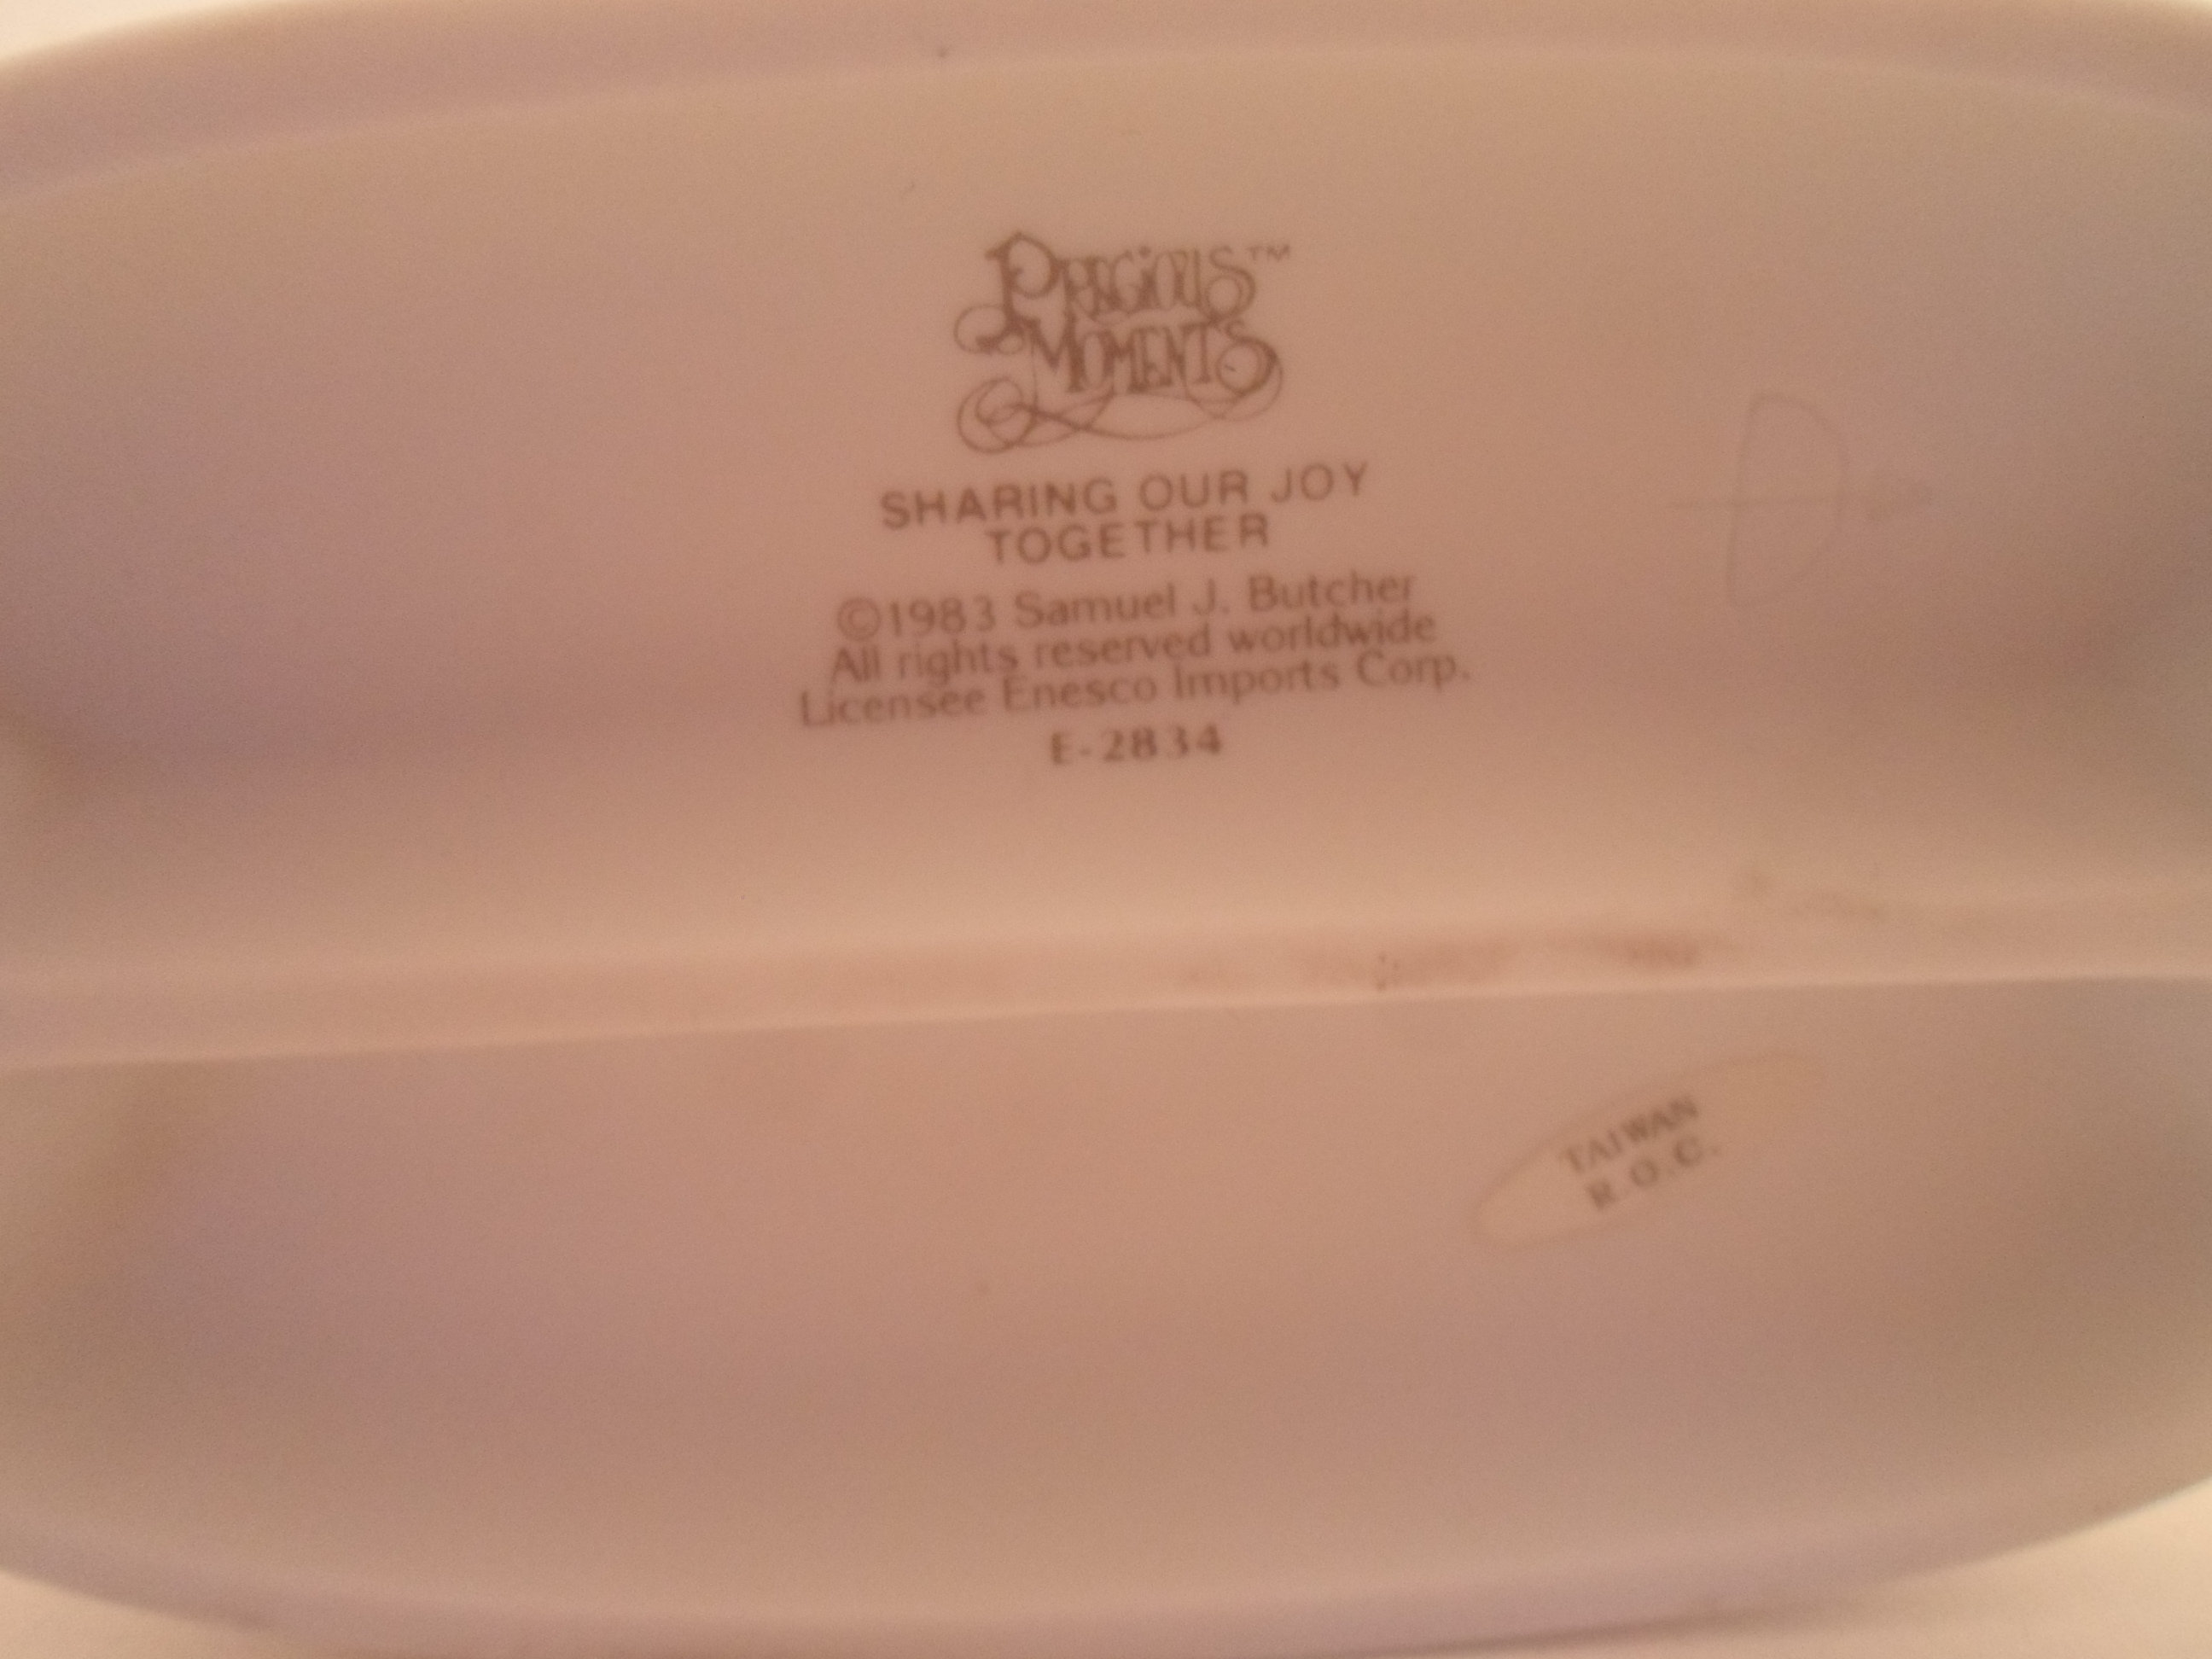 PRECIOUS™
MOMENTS
SHARING OUR JOY
TOGETHER
©1983 Samuel J. Butcher
All rights reserved worldwide
Licensee Enesco Imports Corp.
E-2834
TAIWAN
R.O.C.